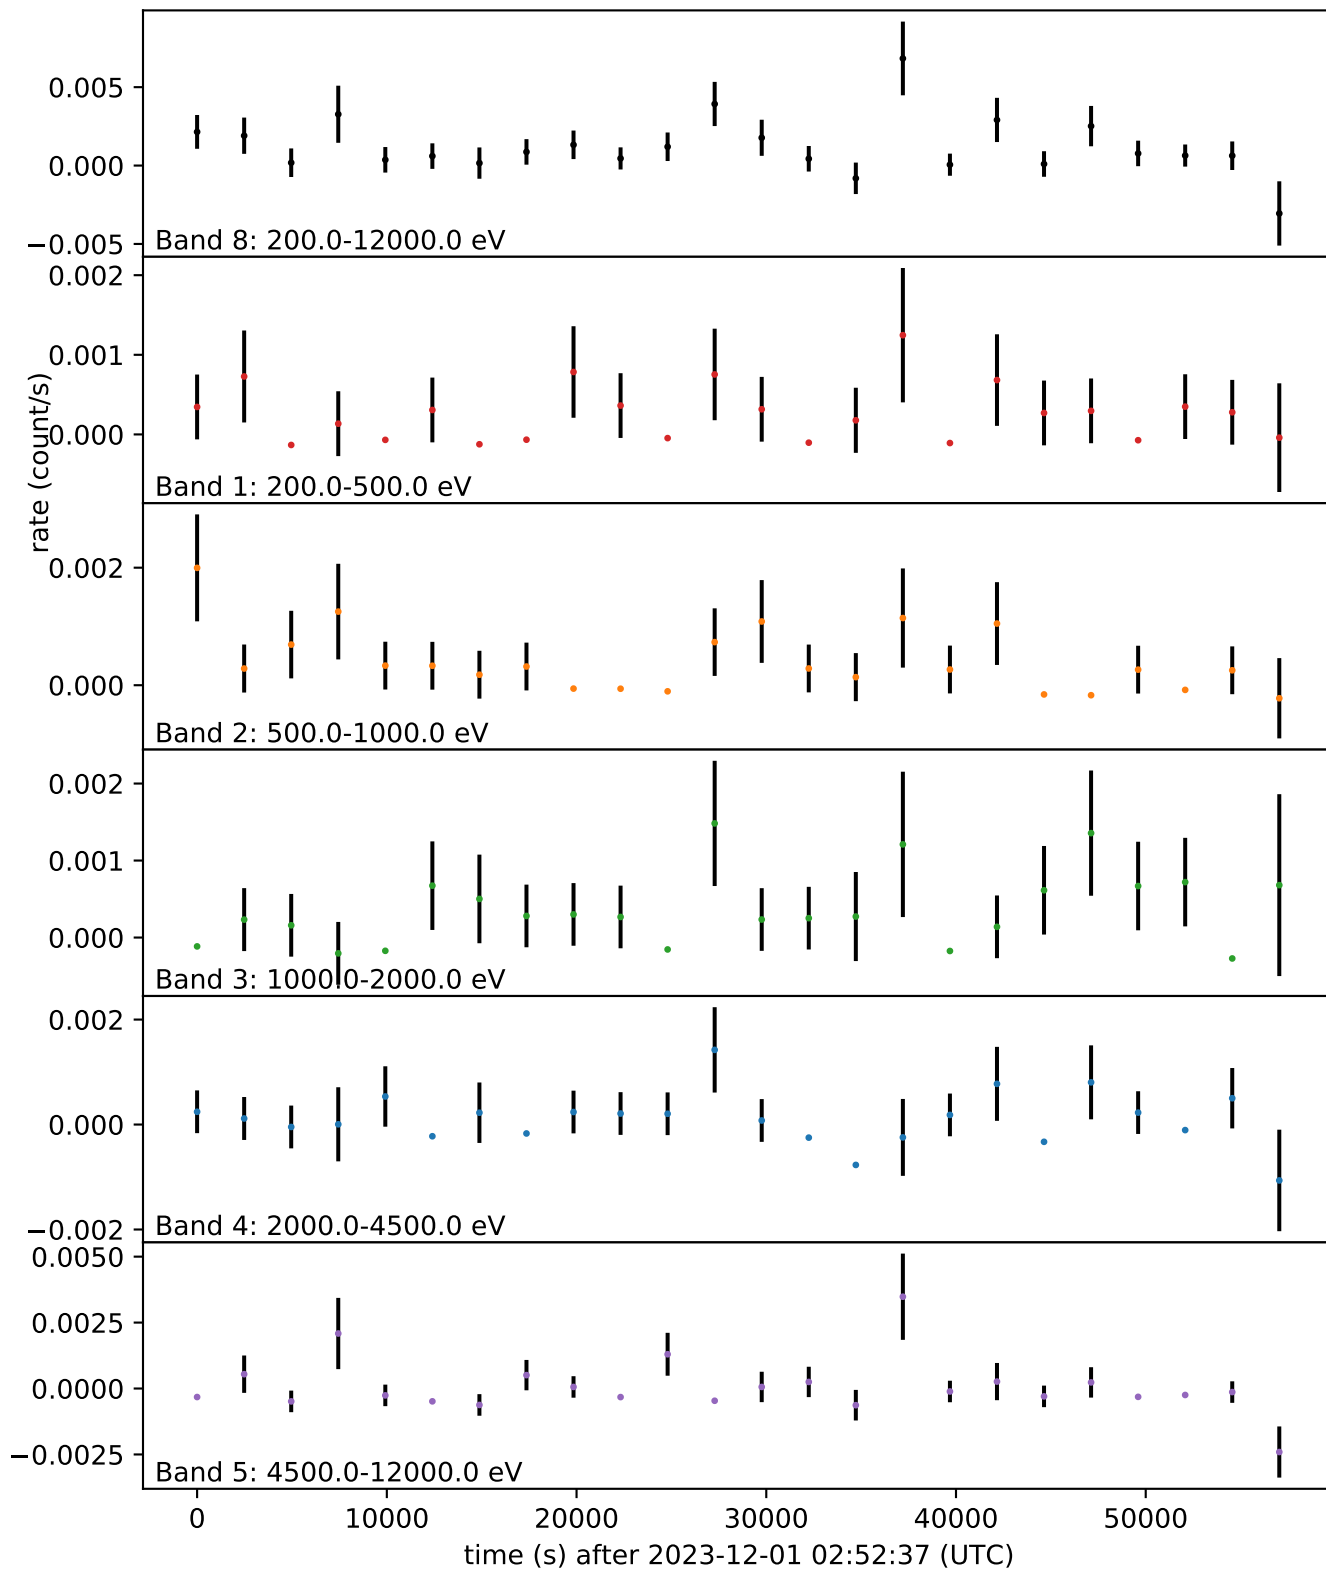 0.005
0.000
−0.005
Band 8: 200.0-12000.0 eV
0.002
0.001
0.000
Band 1: 200.0-500.0 eV
rate (count/s)
0.002
0.000
Band 2: 500.0-1000.0 eV
0.002
0.001
0.000
Band 3: 1000.0-2000.0 eV
0.002
0.000
−0.002
Band 4: 2000.0-4500.0 eV
0.0050
0.0025
0.0000
−0.0025
Band 5: 4500.0-12000.0 eV
0 10000 20000 30000 40000 50000
time (s) after 2023-12-01 02:52:37 (UTC)